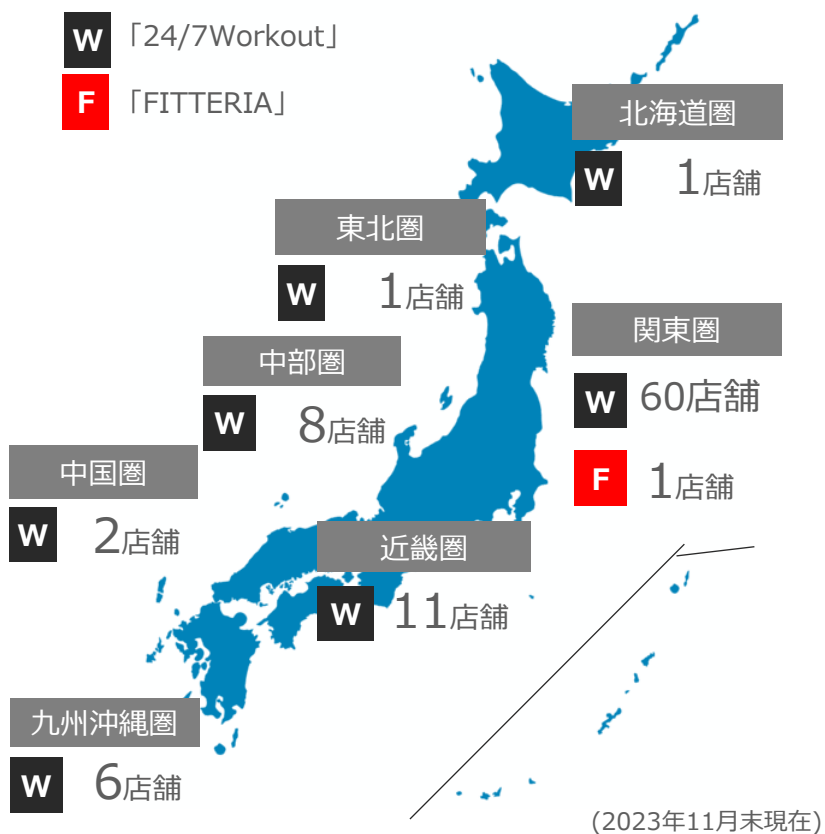 W 「24/7Workout」
F 「FITTERIA」
北海道圏
W 1店舗
東北圏
W 1店舗
関東圏
W 60店舗
F 1店舗
中部圏
W 8店舗
中国圏
W 2店舗
近畿圏
W 11店舗
九州沖縄圏
W 6店舗
(2023年11月末現在)